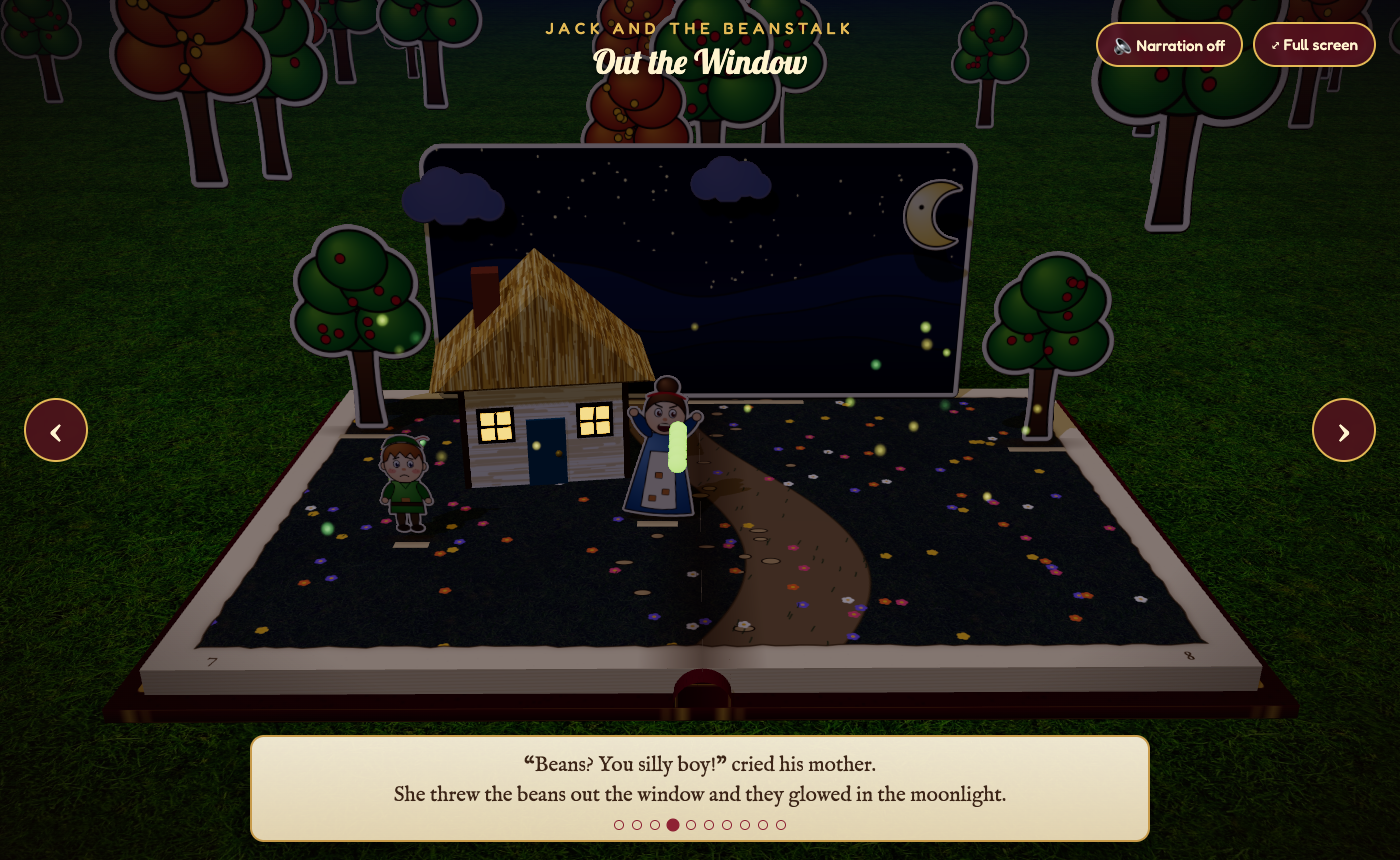 JACK AND THE BEANSTALK
Out the Window
Narration off
Full screen
7
8
“Beans? You silly boy!” cried his mother.
She threw the beans out the window and they glowed in the moonlight.